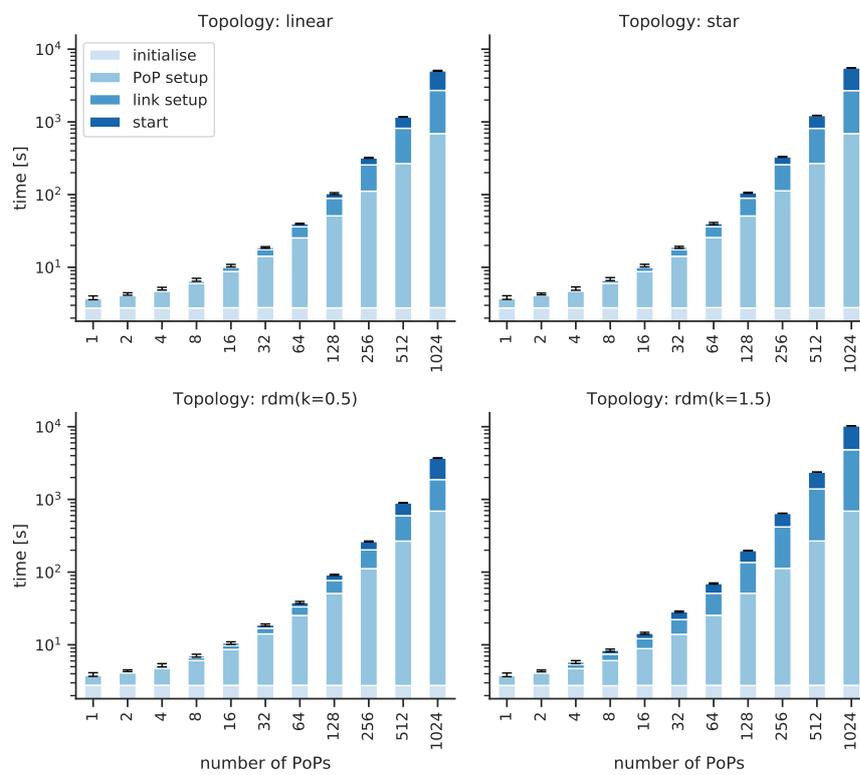 Topology: linear
Topology: star
initialise
PoP setup
link setup
start
time [s]
10⁴
10³
10²
10¹
1 2 4 8 16 32 64 128 256 512 1024
1 2 4 8 16 32 64 128 256 512 1024
Topology: rdm(k=0.5)
Topology: rdm(k=1.5)
time [s]
10⁴
10³
10²
10¹
1 2 4 8 16 32 64 128 256 512 1024
1 2 4 8 16 32 64 128 256 512 1024
number of PoPs
number of PoPs